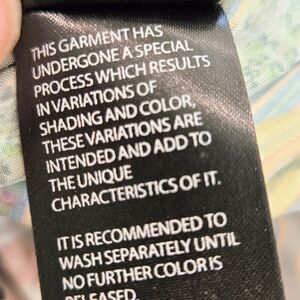 THIS GARMENT HAS
UNDERGONE A SPECIAL
PROCESS WHICH RESULTS
IN VARIATIONS OF
SHADING AND COLOR,
THESE VARIATIONS ARE
INTENDED AND ADD TO
THE UNIQUE
CHARACTERISTICS OF IT.
IT IS RECOMMENDED TO
WASH SEPARATELY UNTIL
NO FURTHER COLOR IS
RELEASED.